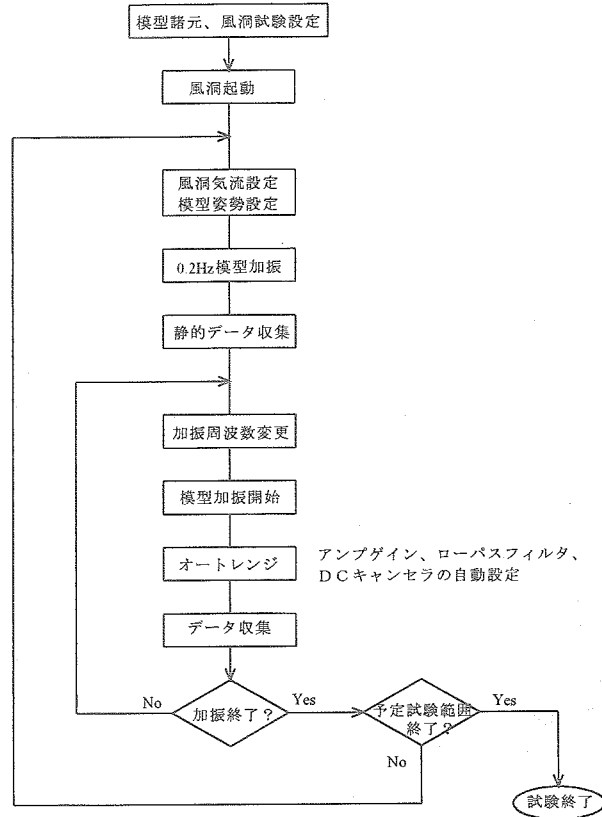 模型諸元、風洞試験設定
風洞起動
風洞気流設定
模型姿勢設定
0.2Hz模型加振
静的データ収集
加振周波数変更
模型加振開始
オートレンジ
アンプゲイン、ローパスフィルタ、
DCキャンセラの自動設定
データ収集
No
加振終了?
Yes
予定試験範囲
終了?
Yes
No
試験終了